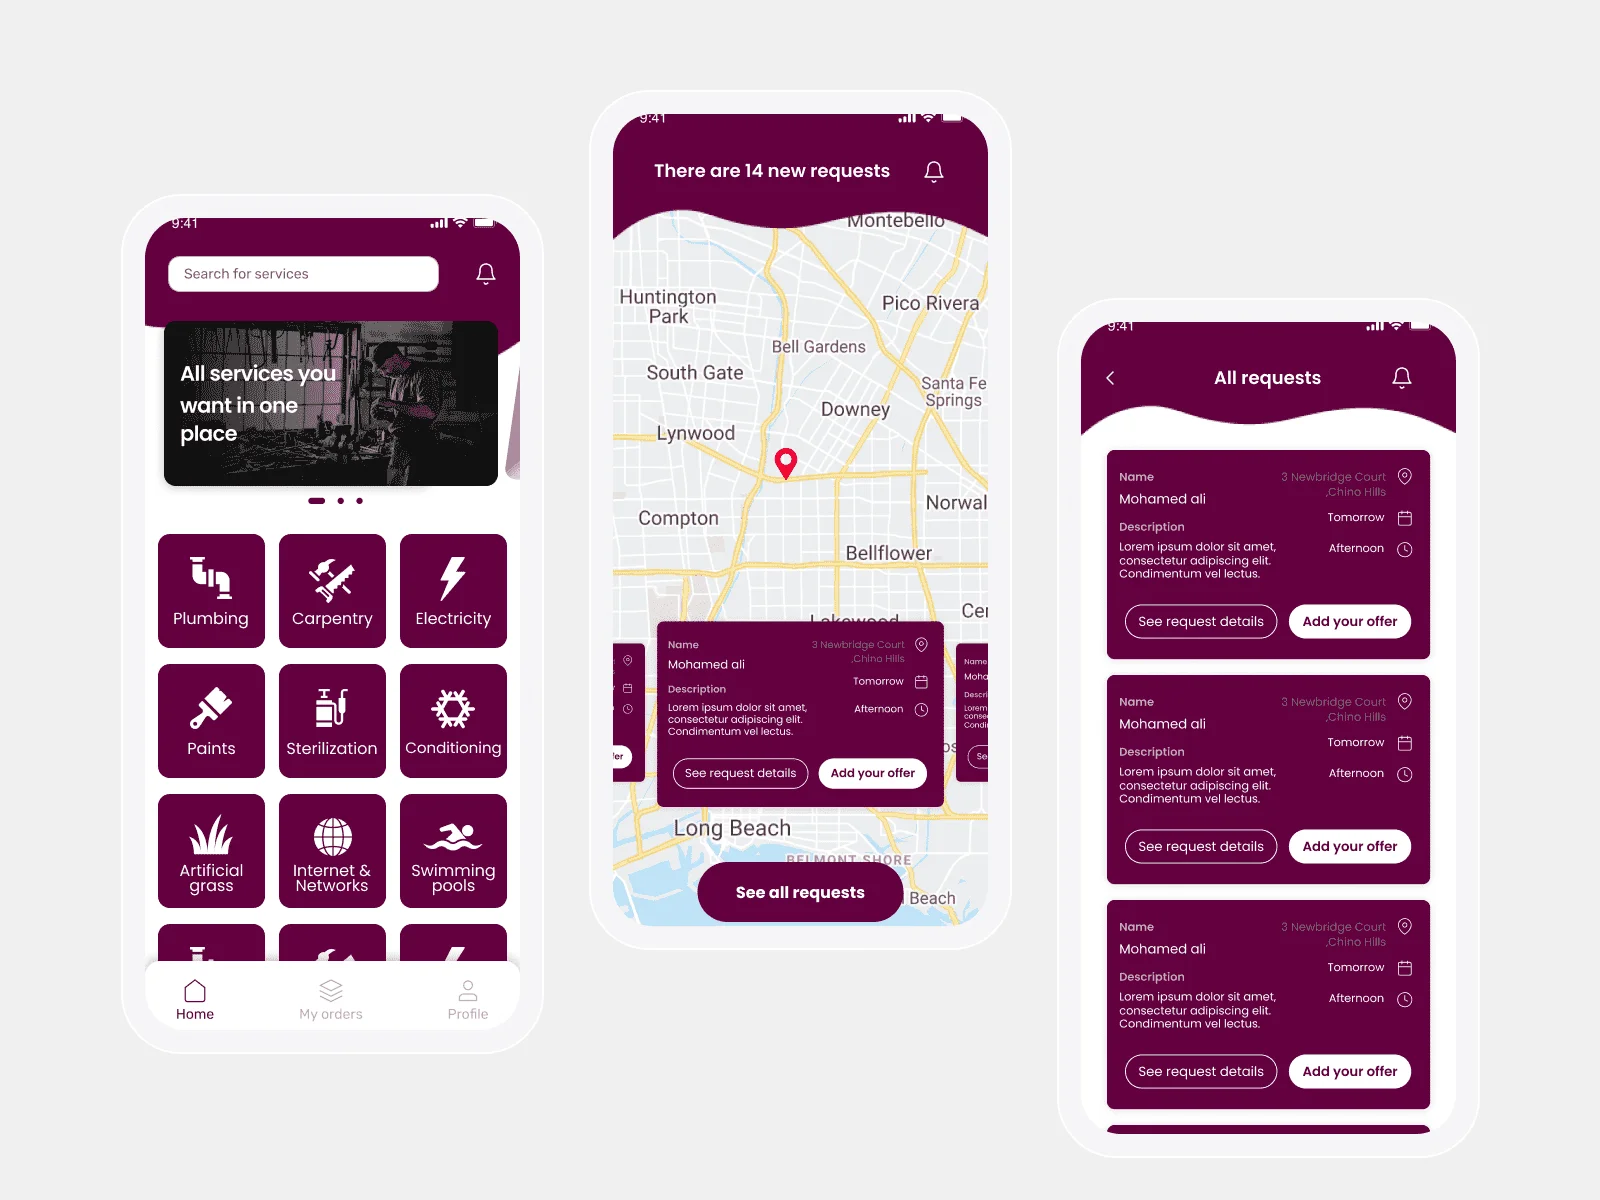 9:41
Search for services
All services you
want in one
place
Plumbing
Carpentry
Electricity
Paints
Sterilization
Conditioning
Artificial
grass
Internet &
Networks
Swimming
pools
Home
My orders
Profile
9:41
There are 14 new requests
Montebello
Huntington
Park
Pico Rivera
Bell Gardens
South Gate
Santa Fe
Springs
Downey
Lynwood
Norwal
Compton
Bellflower
Lakewood
Cer
Name
Mohamed ali
Description
Lorem ipsum dolor sit amet,
consectetur adipiscing elit.
Condimentum vel lectus.
3 Newbridge Court
,Chino Hills
Tomorrow
Afternoon
See request details
Add your offer
fer
Name
Moha
Descri
Lorem
conse
Condi
Se
os
Long Beach
BELMONT SHORE
l Beach
See all requests
9:41
All requests
Name
Mohamed ali
Description
Lorem ipsum dolor sit amet,
consectetur adipiscing elit.
Condimentum vel lectus.
3 Newbridge Court
,Chino Hills
Tomorrow
Afternoon
See request details
Add your offer
Name
Mohamed ali
Description
Lorem ipsum dolor sit amet,
consectetur adipiscing elit.
Condimentum vel lectus.
3 Newbridge Court
,Chino Hills
Tomorrow
Afternoon
See request details
Add your offer
Name
Mohamed ali
Description
Lorem ipsum dolor sit amet,
consectetur adipiscing elit.
Condimentum vel lectus.
3 Newbridge Court
,Chino Hills
Tomorrow
Afternoon
See request details
Add your offer